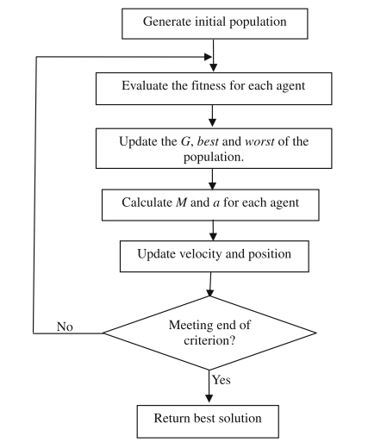 Generate initial population
Evaluate the fitness for each agent
Update the G, best and worst of the
population.
Calculate M and a for each agent
Update velocity and position
Meeting end of
criterion?
No
Yes
Return best solution